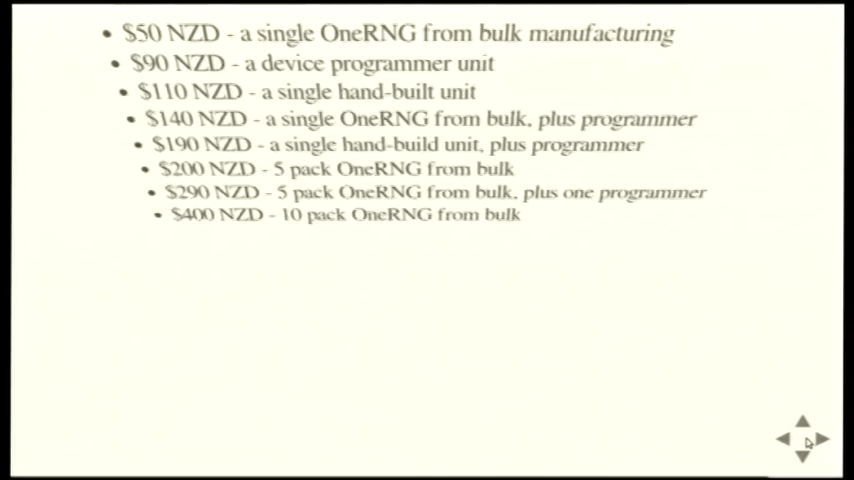 • $50 NZD - a single OneRNG from bulk manufacturing
• $90 NZD - a device programmer unit
• $110 NZD - a single hand-built unit
• $140 NZD - a single OneRNG from bulk, plus programmer
• $190 NZD - a single hand-build unit, plus programmer
• $200 NZD - 5 pack OneRNG from bulk
• $290 NZD - 5 pack OneRNG from bulk, plus one programmer
• $400 NZD - 10 pack OneRNG from bulk